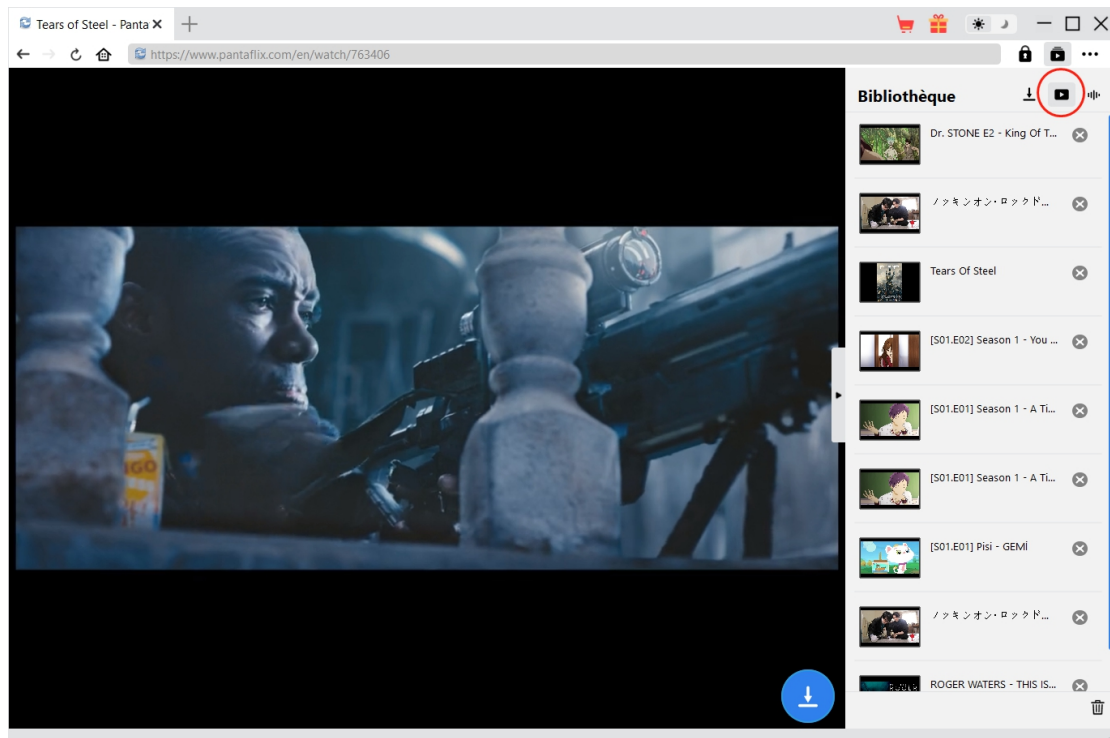 Tears of Steel - Panta
https://www.pantaflix.com/en/watch/763406
Bibliothèque
Dr. STONE E2 - King Of T...
ノッキンオン・ロックド...
Tears Of Steel
[S01.E02] Season 1 - You ...
[S01.E01] Season 1 - A Ti...
[S01.E01] Season 1 - A Ti...
[S01.E01] Pisi - GEMİ
ノッキンオン・ロックド...
ROGER WATERS - THIS IS...
NGO